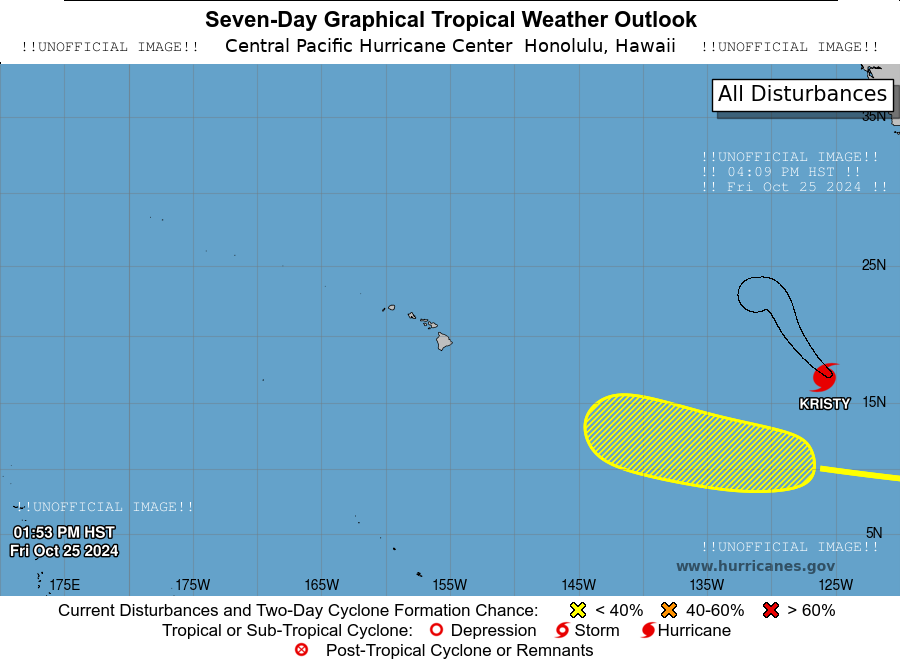 Seven-Day Graphical Tropical Weather Outlook
!!UNOFFICIAL IMAGE!! Central Pacific Hurricane Center Honolulu, Hawaii !!UNOFFICIAL IMAGE!!
All Disturbances
35N
!!UNOFFICIAL IMAGE!!
!! 04:09 PM HST !!
!! Fri Oct 25 2024 !!
25N
KRISTY
15N
!!UNOFFICIAL IMAGE!!
01:53 PM HST
Fri Oct 25 2024
5N
!!UNOFFICIAL IMAGE!!
www.hurricanes.gov
175E 175W 165W 155W 145W 135W 125W
Current Disturbances and Two-Day Cyclone Formation Chance: < 40% 40-60% > 60%
Tropical or Sub-Tropical Cyclone: Depression Storm Hurricane
Post-Tropical Cyclone or Remnants